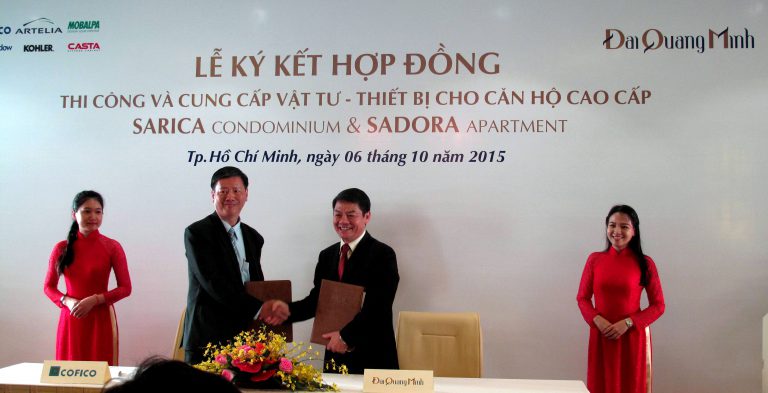 CO ARTELIA MOBALPA
dow KOHLER. CASTA
Đại Quang Minh
LỄ KÝ KẾT HỢP ĐỒNG
THI CÔNG VÀ CUNG CẤP VẬT TƯ - THIẾT BỊ CHO CĂN HỘ CAO CẤP
SARICA CONDOMINIUM & SADORA APARTMENT
Tp.Hồ Chí Minh, ngày 06 tháng 10 năm 2015
COFICO
Đại Quang Minh